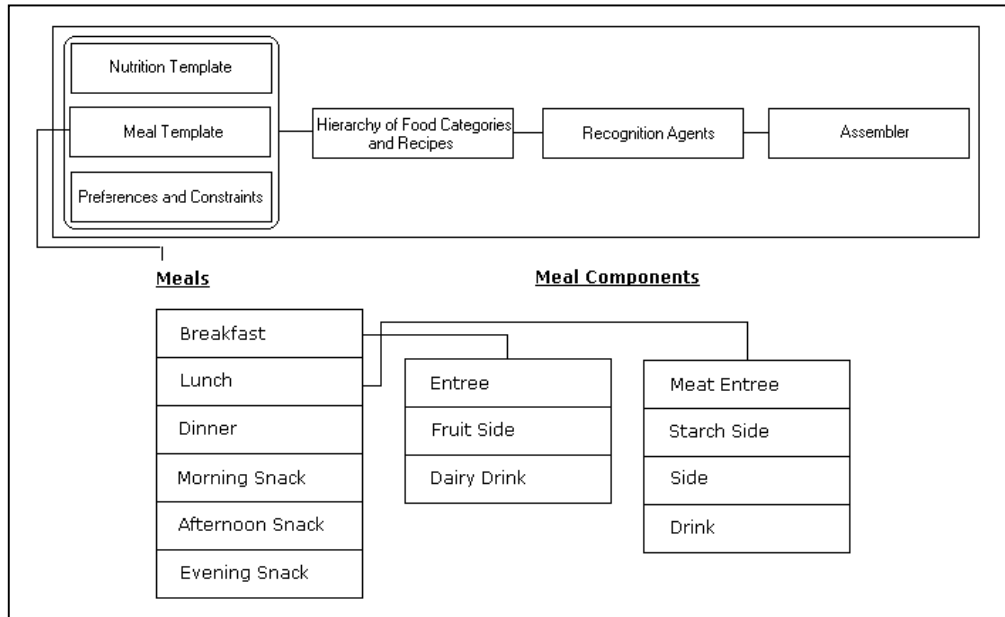 Nutrition Template
Meal Template
Preferences and Constraints
Hierarchy of Food Categories
and Recipes
Recognition Agents
Assembler
Meals
Meal Components
Breakfast
Lunch
Dinner
Morning Snack
Afternoon Snack
Evening Snack
Entree
Fruit Side
Dairy Drink
Meat Entree
Starch Side
Side
Drink